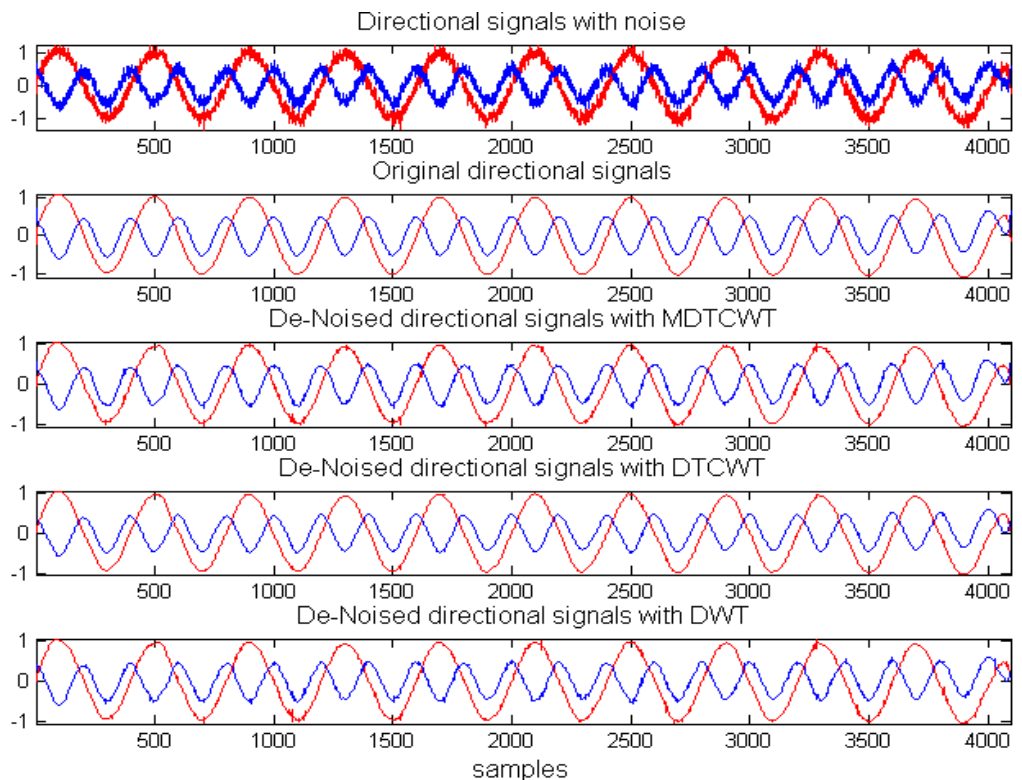 Directional signals with noise
1
0
-1
500 1000 1500 2000 2500 3000 3500 4000
Original directional signals
1
0
-1
500 1000 1500 2000 2500 3000 3500 4000
De-Noised directional signals with MDTCWT
1
0
-1
500 1000 1500 2000 2500 3000 3500 4000
De-Noised directional signals with DTCWT
1
0
-1
500 1000 1500 2000 2500 3000 3500 4000
De-Noised directional signals with DWT
1
0
-1
500 1000 1500 2000 2500 3000 3500 4000
samples